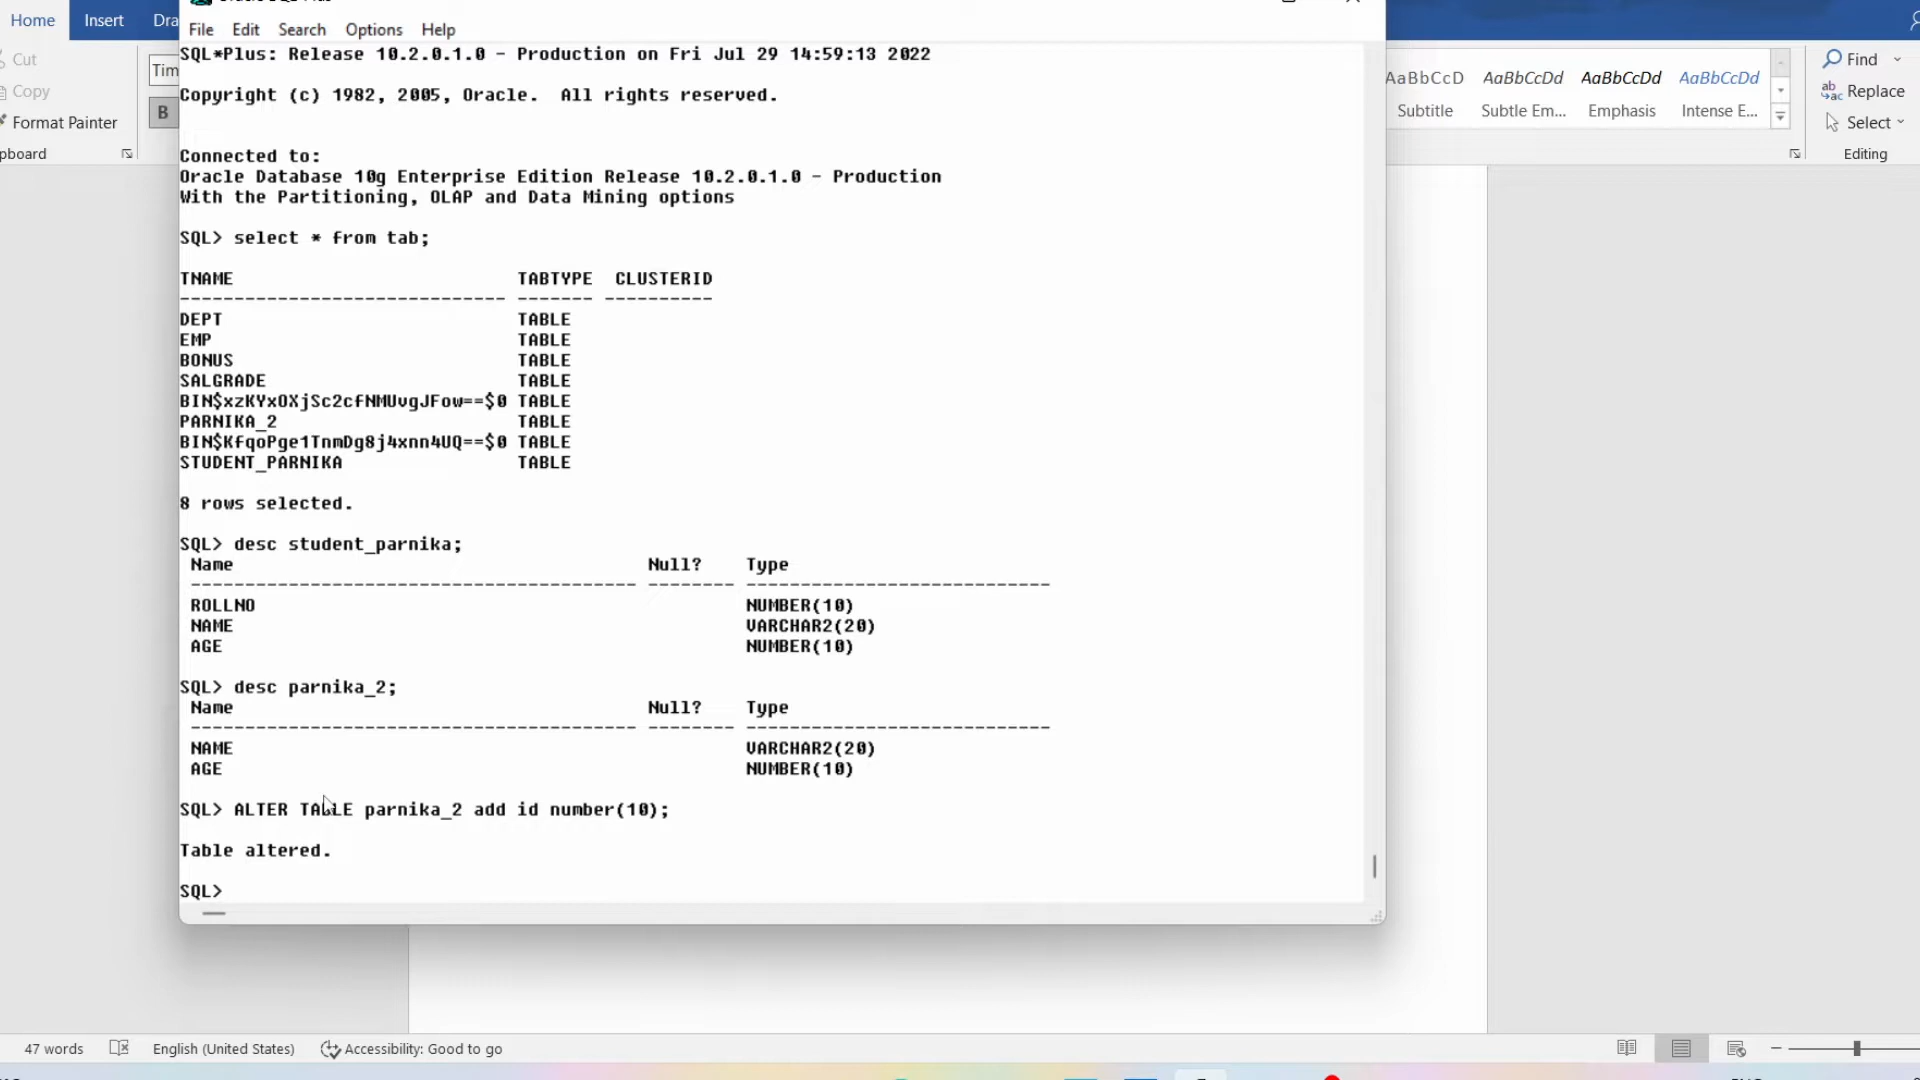 Home Insert Dra
File Edit Search Options Help
Cut
Copy
Format Painter
pboard
Tim
B
SQL*Plus: Release 10.2.0.1.0 - Production on Fri Jul 29 14:59:13 2022
Copyright (c) 1982, 2005, Oracle.  All rights reserved.
Connected to:
Oracle Database 10g Enterprise Edition Release 10.2.0.1.0 - Production
With the Partitioning, OLAP and Data Mining options
SQL> select * from tab;
TNAME TABTYPE CLUSTERID
------------------------------ ------- ----------
DEPT TABLE
EMP TABLE
BONUS TABLE
SALGRADE TABLE
BIN$xzKYxOXjSc2cfNMUvgJFow==$0 TABLE
PARNIKA_2 TABLE
BIN$KfqoPge1TnmDg8j4xnn4UQ==$0 TABLE
STUDENT_PARNIKA TABLE
8 rows selected.
SQL> desc student_parnika;
Name Null? Type
----------------------------------------- -------- ----------------------------
ROLLNO NUMBER(10)
NAME VARCHAR2(20)
AGE NUMBER(10)
SQL> desc parnika_2;
Name Null? Type
----------------------------------------- -------- ----------------------------
NAME VARCHAR2(20)
AGE NUMBER(10)
SQL> ALTER TABLE parnika_2 add id number(10);
Table altered.
SQL>
AaBbCcD AaBbCcDd AaBbCcDd AaBbCcDd
Subtitle Subtle Em... Emphasis Intense E...
Find
Replace
Select
Editing
47 words English (United States) Accessibility: Good to go